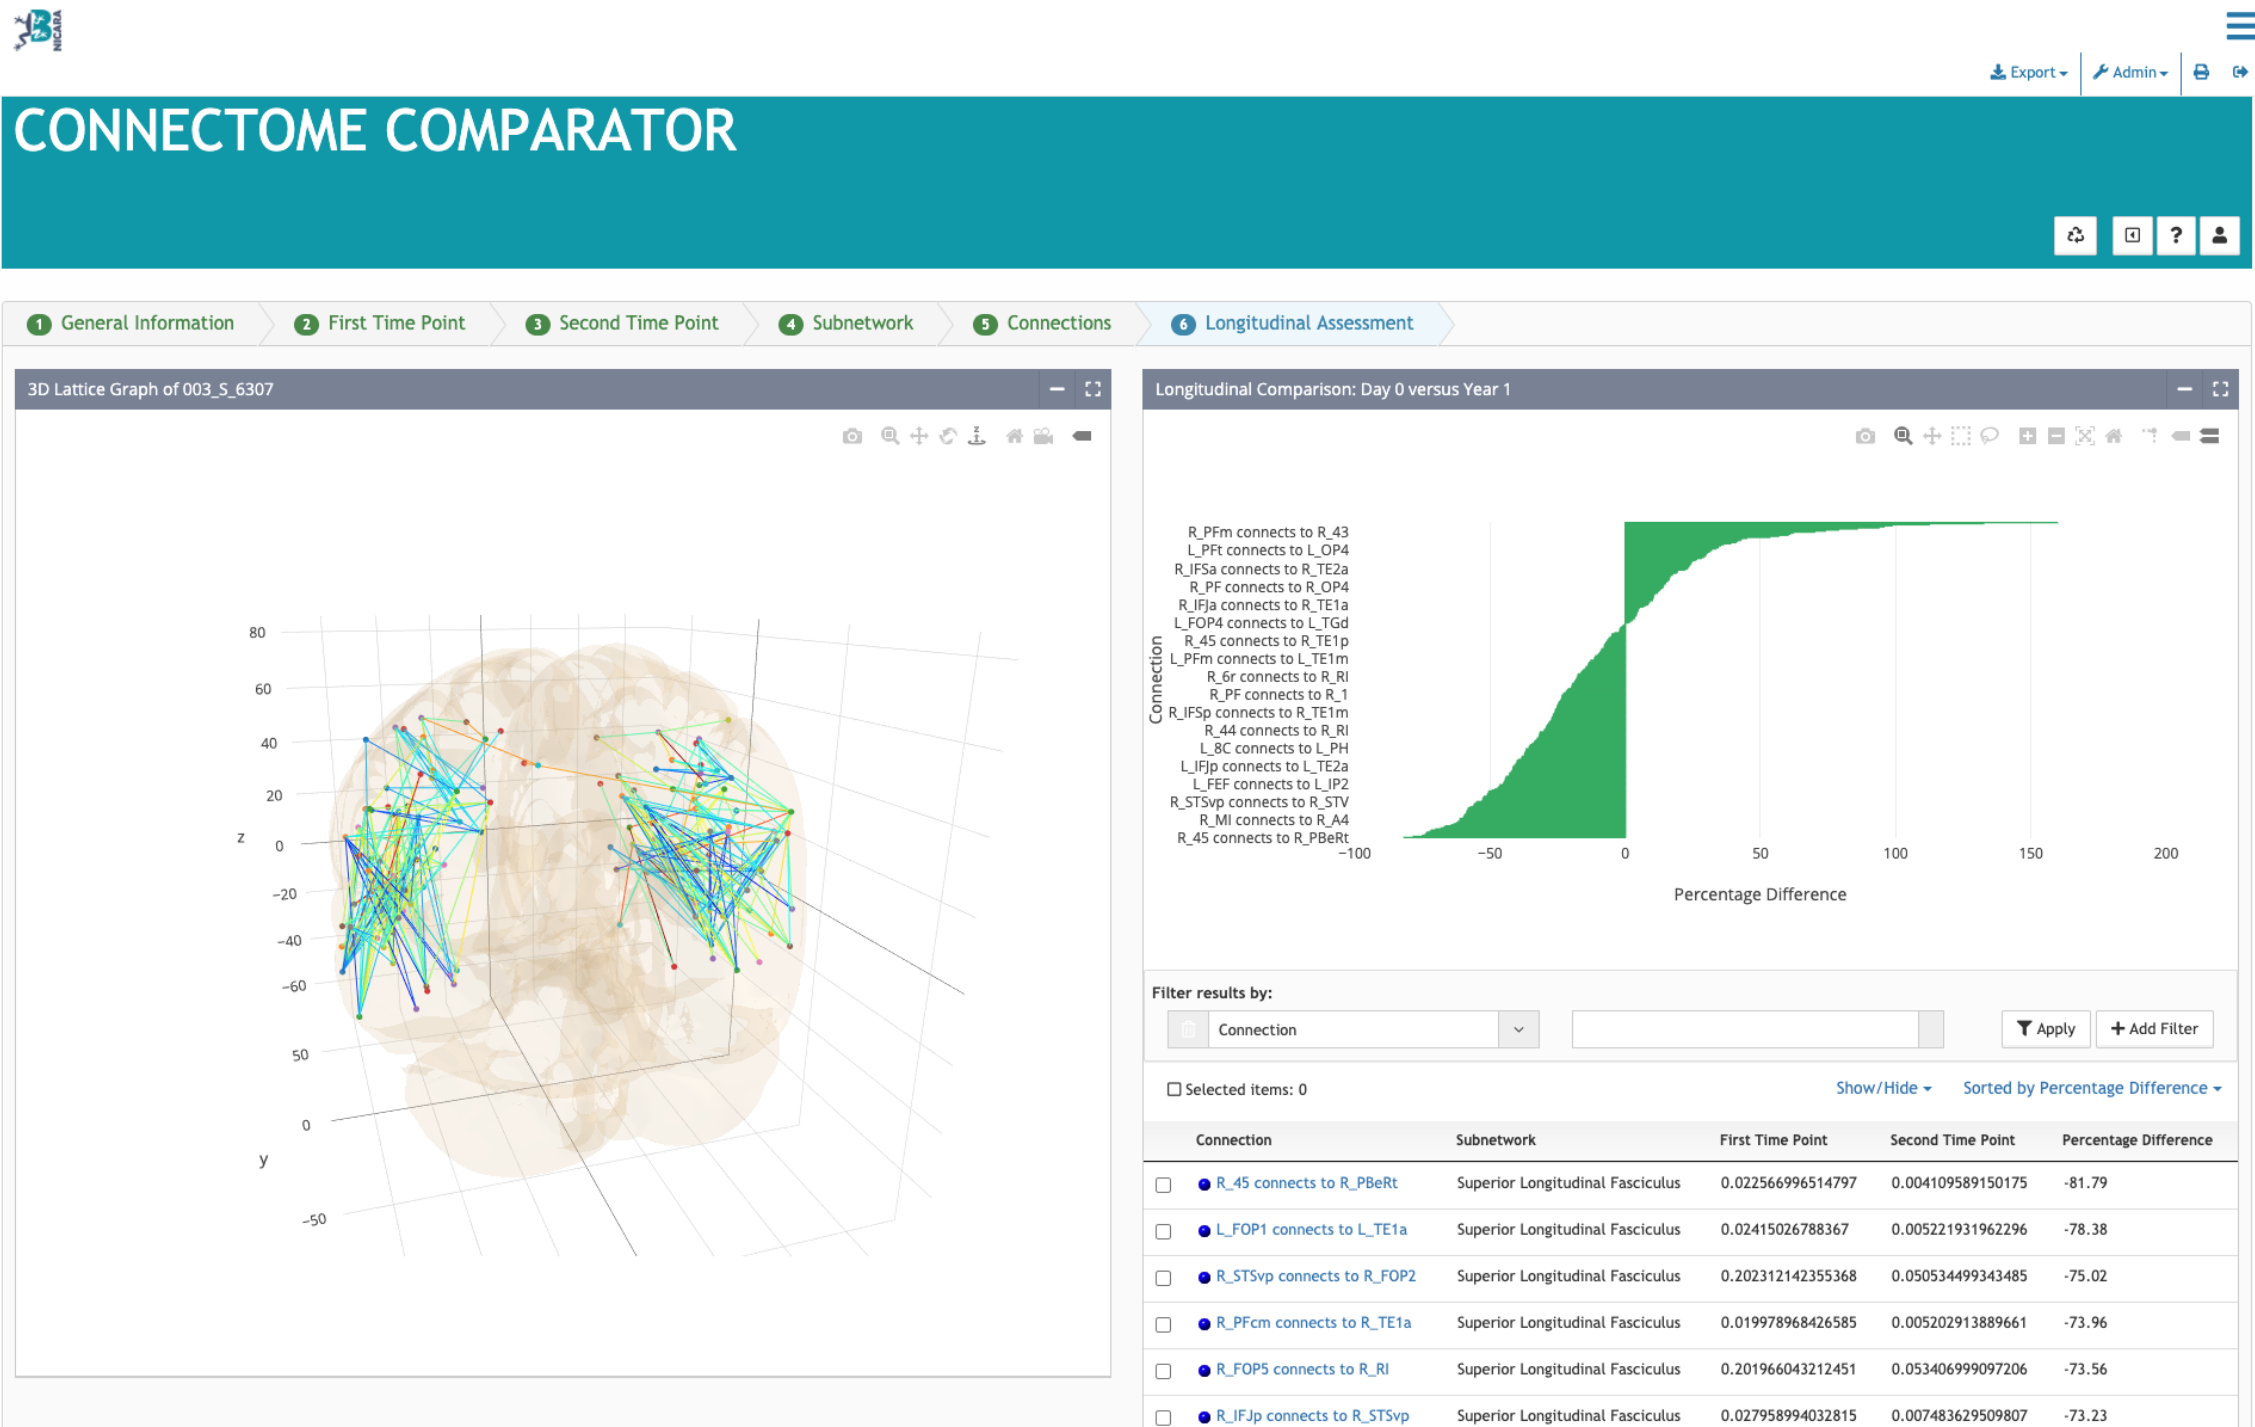 B
NICARA
Export
Admin
CONNECTOME COMPARATOR
?
1 General Information
2 First Time Point
3 Second Time Point
4 Subnetwork
5 Connections
6 Longitudinal Assessment
3D Lattice Graph of 003_S_6307
z
80
60
40
20
0
−20
−40
−60
z
50
0
−50
y
Longitudinal Comparison: Day 0 versus Year 1
R_PFm connects to R_43
L_PFt connects to L_OP4
R_IFSa connects to R_TE2a
R_PF connects to R_OP4
R_IFJa connects to R_TE1a
L_FOP4 connects to L_TGd
R_45 connects to R_TE1p
L_PFm connects to L_TE1m
R_6r connects to R_RI
R_PF connects to R_1
R_IFSp connects to R_TE1m
R_44 connects to R_RI
L_8C connects to L_PH
L_IFJp connects to L_TE2a
L_FEF connects to L_IP2
R_STSvp connects to R_STV
R_MI connects to R_A4
R_45 connects to R_PBeRt
Connection
−100 −50 0 50 100 150 200
Percentage Difference
Filter results by:
Connection
Apply
Add Filter
Selected items: 0
Show/Hide
Sorted by Percentage Difference
Connection Subnetwork First Time Point Second Time Point Percentage Difference
R_45 connects to R_PBeRt Superior Longitudinal Fasciculus 0.022566996514797 0.004109589150175 -81.79
L_FOP1 connects to L_TE1a Superior Longitudinal Fasciculus 0.02415026788367 0.005221931962296 -78.38
R_STSvp connects to R_FOP2 Superior Longitudinal Fasciculus 0.202312142355368 0.050534499343485 -75.02
R_PFcm connects to R_TE1a Superior Longitudinal Fasciculus 0.019978968426585 0.005202913889661 -73.96
R_FOP5 connects to R_RI Superior Longitudinal Fasciculus 0.201966043212451 0.053406999097206 -73.56
R_IFJp connects to R_STSvp Superior Longitudinal Fasciculus 0.027958994032815 0.007483629509807 -73.23